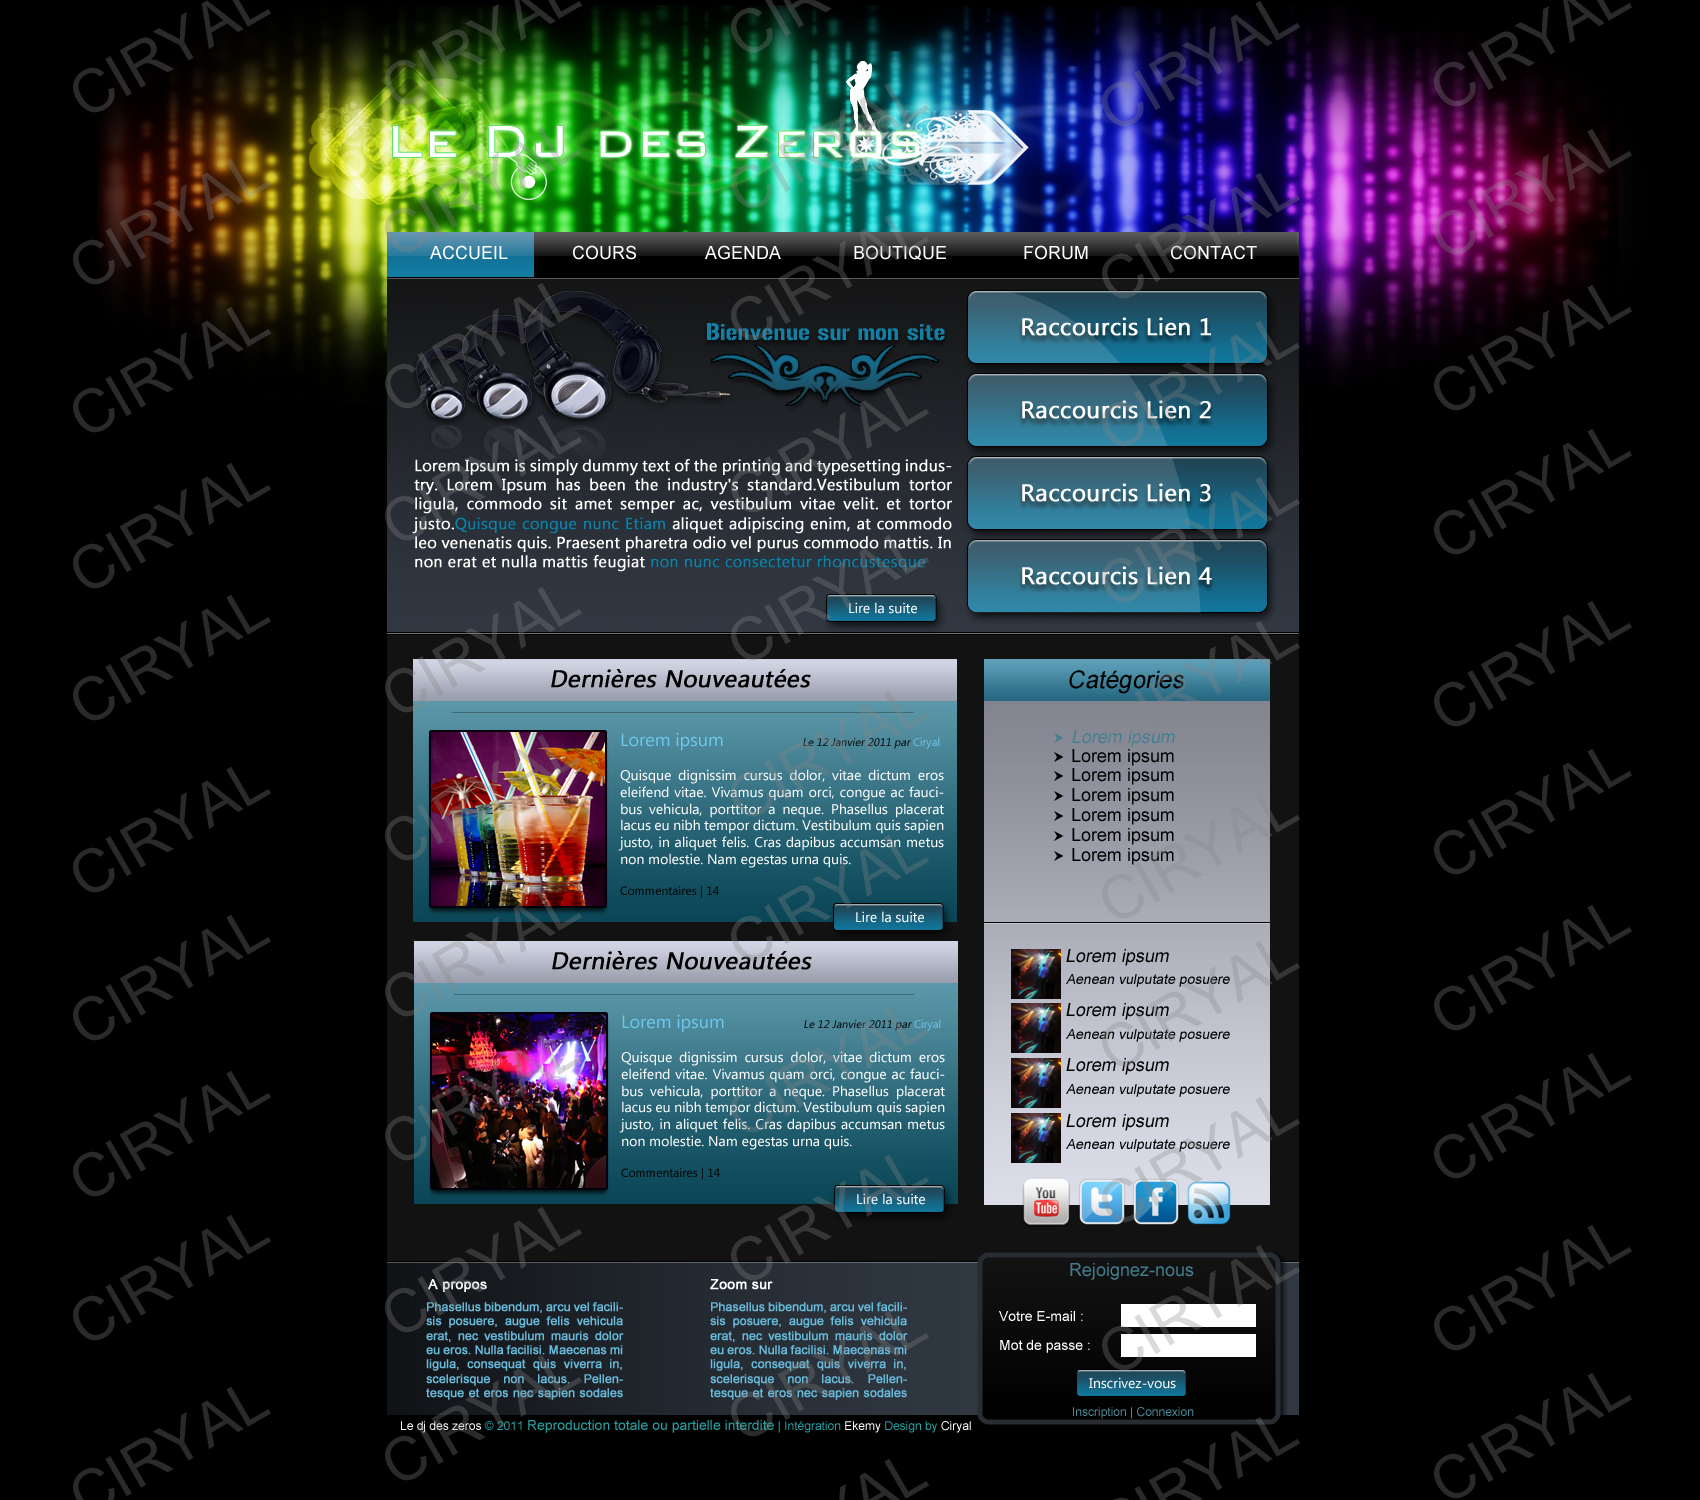 LE DJ DES ZEROS
ACCUEIL COURS AGENDA BOUTIQUE FORUM CONTACT
Bienvenue sur mon site
Lorem Ipsum is simply dummy text of the printing and typesetting indus-
try. Lorem Ipsum has been the industry's standard.Vestibulum tortor
ligula, commodo sit amet semper ac, vestibulum vitae velit. et tortor
justo.Quisque congue nunc Etiam aliquet adipiscing enim, at commodo
leo venenatis quis. Praesent pharetra odio vel purus commodo mattis. In
non erat et nulla mattis feugiat non nunc consectetur rhoncustesque
Lire la suite
Raccourcis Lien 1
Raccourcis Lien 2
Raccourcis Lien 3
Raccourcis Lien 4
Dernières Nouveautées
Lorem ipsum
Le 12 Janvier 2011 par Ciryal
Quisque dignissim cursus dolor, vitae dictum eros
eleifend vitae. Vivamus quam orci, congue ac fauci-
bus vehicula, porttitor a neque. Phasellus placerat
lacus eu nibh tempor dictum. Vestibulum quis sapien
justo, in aliquet felis. Cras dapibus accumsan metus
non molestie. Nam egestas urna quis.
Commentaires | 14
Lire la suite
Dernières Nouveautées
Lorem ipsum
Le 12 Janvier 2011 par Ciryal
Quisque dignissim cursus dolor, vitae dictum eros
eleifend vitae. Vivamus quam orci, congue ac fauci-
bus vehicula, porttitor a neque. Phasellus placerat
lacus eu nibh tempor dictum. Vestibulum quis sapien
justo, in aliquet felis. Cras dapibus accumsan metus
non molestie. Nam egestas urna quis.
Commentaires | 14
Lire la suite
Catégories
Lorem ipsum
Lorem ipsum
Lorem ipsum
Lorem ipsum
Lorem ipsum
Lorem ipsum
Lorem ipsum
Lorem ipsum
Aenean vulputate posuere
Lorem ipsum
Aenean vulputate posuere
Lorem ipsum
Aenean vulputate posuere
Lorem ipsum
Aenean vulputate posuere
You
Tube
A propos
Phasellus bibendum, arcu vel facili-
sis posuere, augue felis vehicula
erat, nec vestibulum mauris dolor
eu eros. Nulla facilisi. Maecenas mi
ligula, consequat quis viverra in,
scelerisque non lacus. Pellen-
tesque et eros nec sapien sodales
Zoom sur
Phasellus bibendum, arcu vel facili-
sis posuere, augue felis vehicula
erat, nec vestibulum mauris dolor
eu eros. Nulla facilisi. Maecenas mi
ligula, consequat quis viverra in,
scelerisque non lacus. Pellen-
tesque et eros nec sapien sodales
Rejoignez-nous
Votre E-mail :
Mot de passe :
Inscrivez-vous
Inscription | Connexion
Le dj des zeros © 2011 Reproduction totale ou partielle interdite | Intégration Ekemy Design by Ciryal
CIRYAL